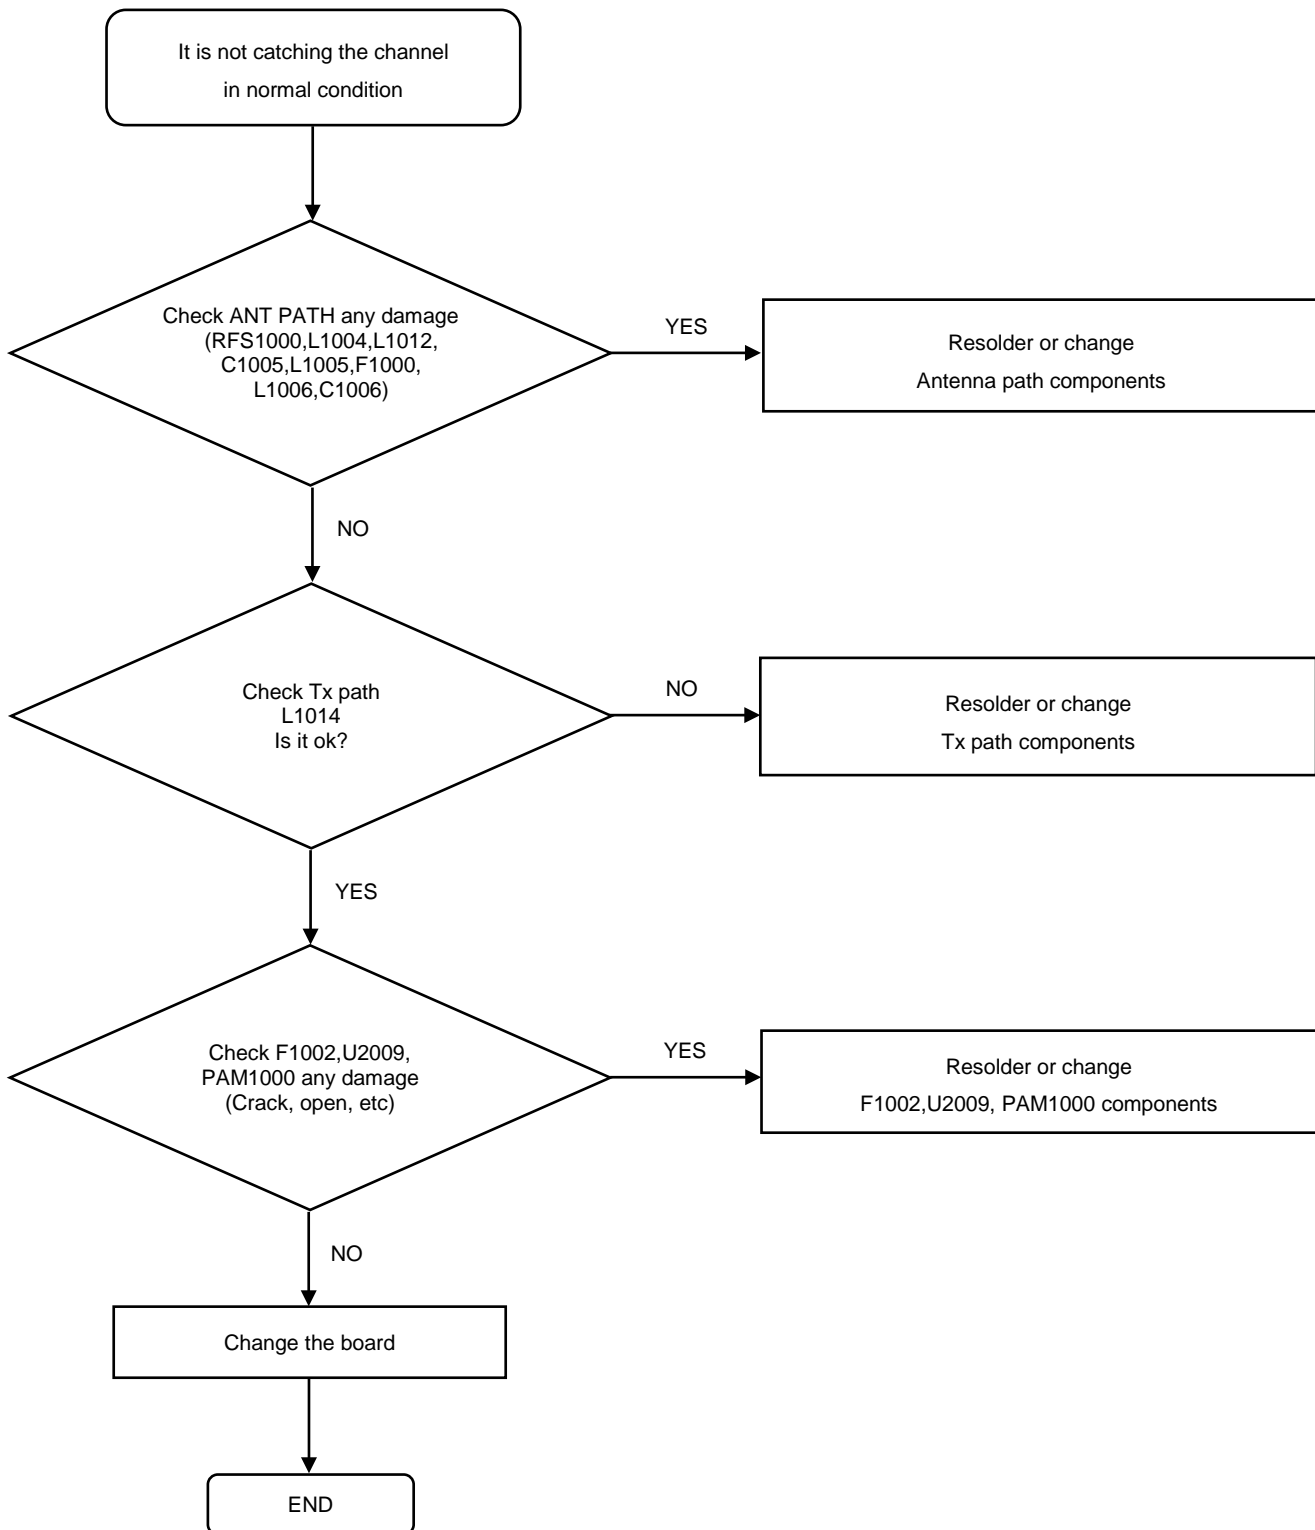 It is not catching the channel
in normal condition
Check ANT PATH any damage
(RFS1000,L1004,L1012,
C1005,L1005,F1000,
L1006,C1006)
YES
Resolder or change
Antenna path components
NO
Check Tx path
L1014
Is it ok?
NO
Resolder or change
Tx path components
YES
Check F1002,U2009,
PAM1000 any damage
(Crack, open, etc)
YES
Resolder or change
F1002,U2009, PAM1000 components
NO
Change the board
END